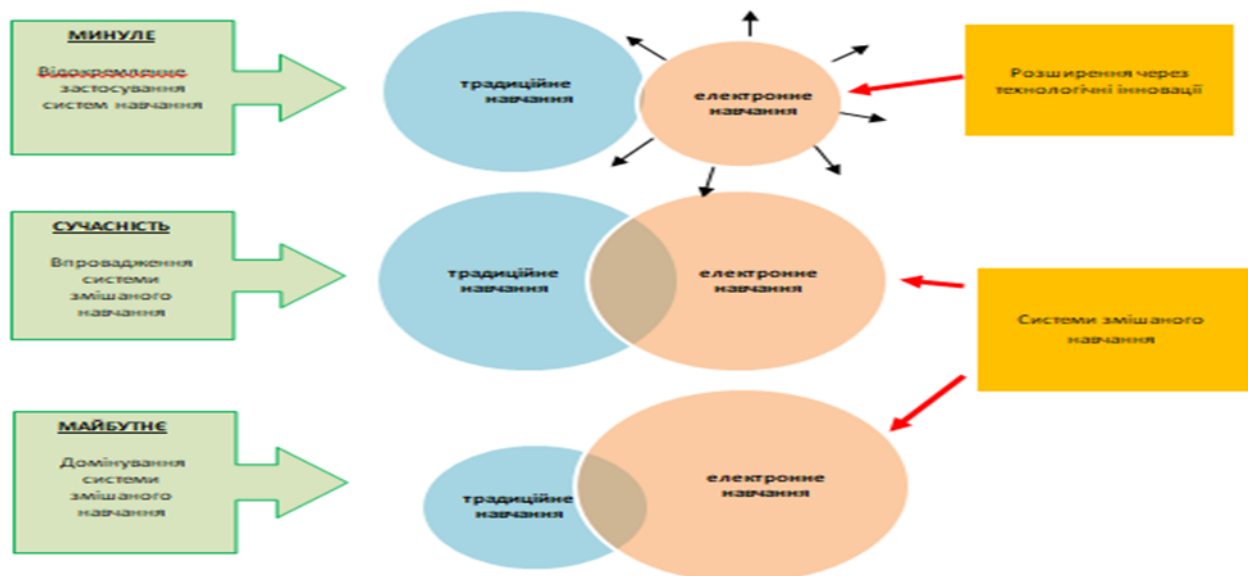 МИНУЛЕ
Відокремленне
застосування
систем навчання
традиційне
навчання
електронне
навчання
Розширення через
технологічні інновації
СУЧАСНІСТЬ
Впровадження
системи
змішаного
навчання
традиційне
навчання
електронне
навчання
Системи змішаного
навчання
МАЙБУТНЄ
Домінування
системи
змішаного
навчання
традиційне
навчання
електронне
навчання